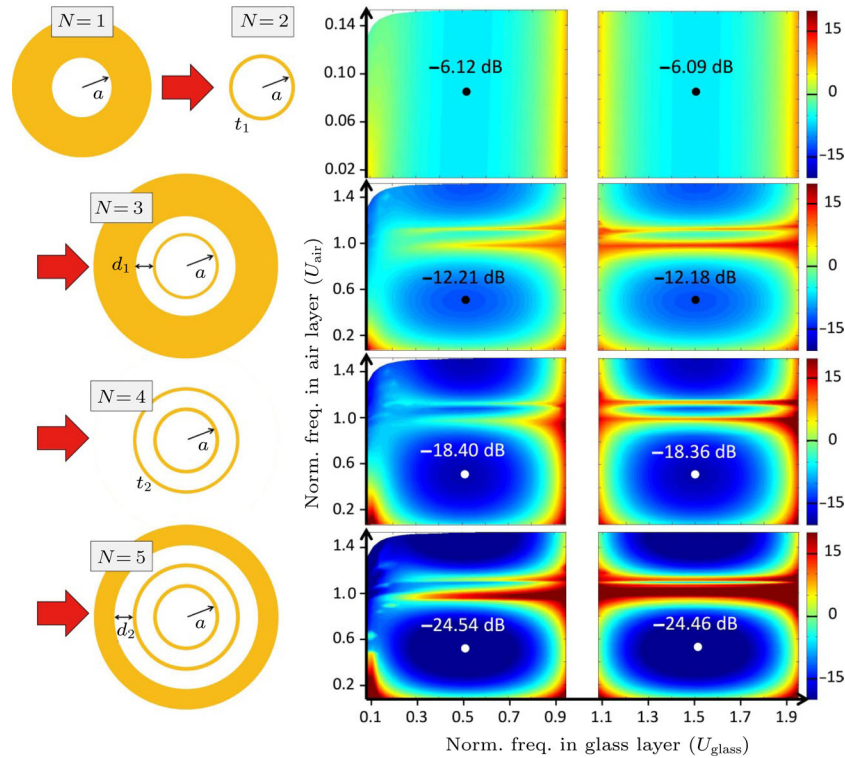 N = 1
a
N = 2
a
t1
N = 3
d1
a
N = 4
a
t2
N = 5
d2
a
Norm. freq. in air layer (Uair)
0.14
0.10
0.06
0.02
−6.12 dB
−6.09 dB
15
0
−15
1.4
1.0
0.6
0.2
−12.21 dB
−12.18 dB
15
0
−15
1.4
1.0
0.6
0.2
−18.40 dB
−18.36 dB
15
0
−15
1.4
1.0
0.6
0.2
−24.54 dB
−24.46 dB
15
0
−15
0.1 0.3 0.5 0.7 0.9 1.1 1.3 1.5 1.7 1.9
Norm. freq. in glass layer (Uglass)